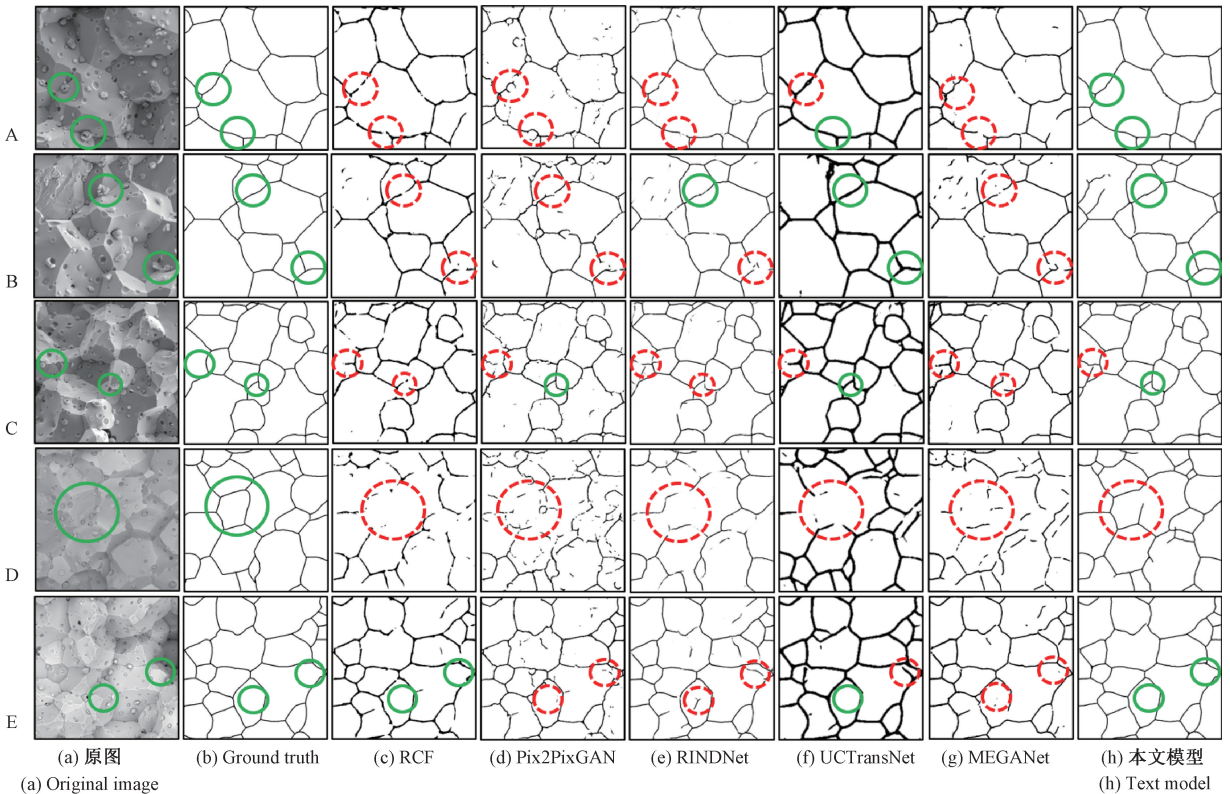 A
B
C
D
E
(a) 原图 (b) Ground truth (c) RCF (d) Pix2PixGAN (e) RINDNet (f) UCTransNet (g) MEGANet (h) 本文模型
(a) Original image (h) Text model